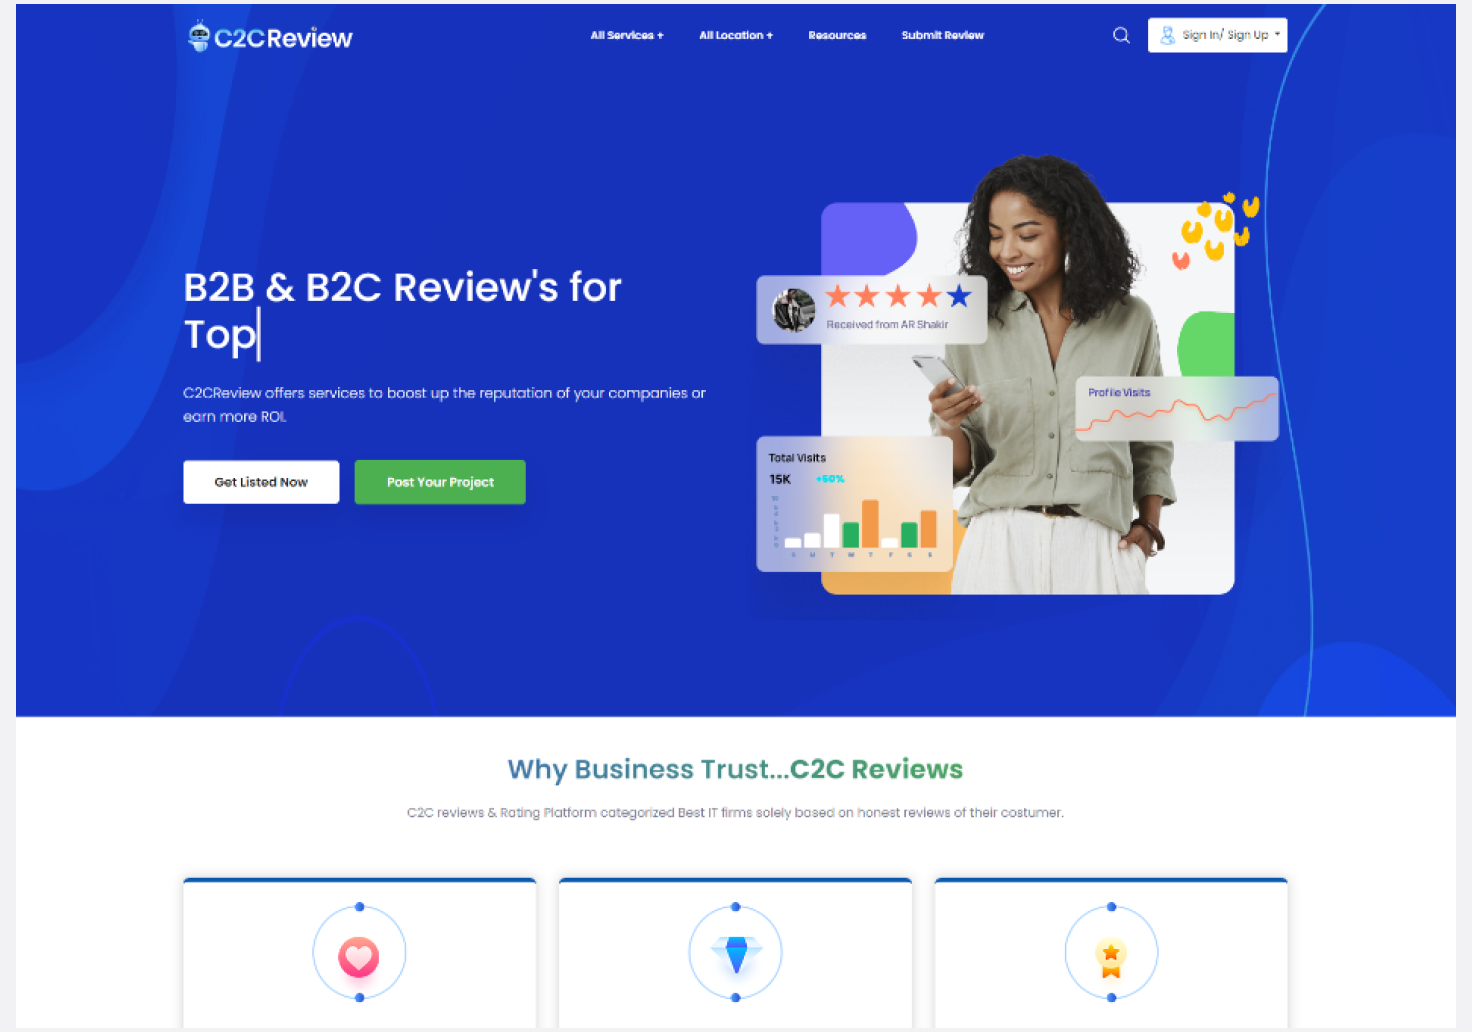 C2CReview
All Services +
All Location +
Resources
Submit Review
Sign In/ Sign Up
B2B & B2C Review's for
Top
C2CReview offers services to boost up the reputation of your companies or
earn more ROI.
Get Listed Now
Post Your Project
Received from AR Shakir
Profile Visits
Total Visits
15K +50%
S M T W T F S S
Why Business Trust...C2C Reviews
C2C reviews & Rating Platform categorized Best IT firms solely based on honest reviews of their costumer.